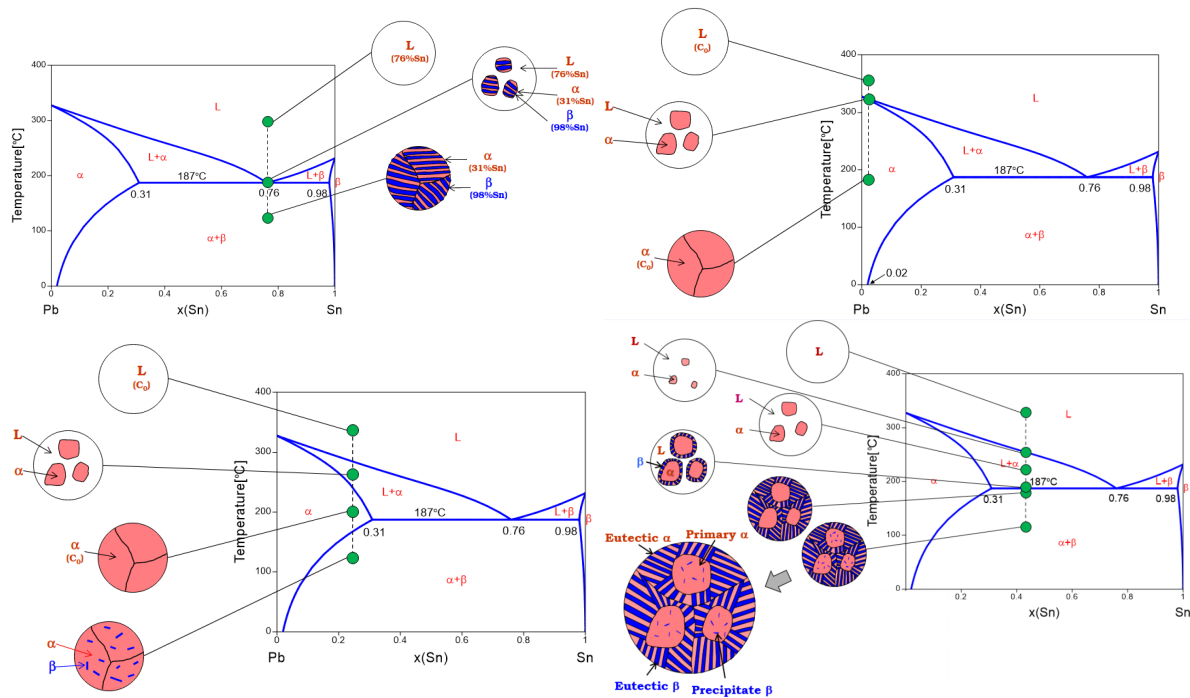 L
(76%Sn)
L
(76%Sn)
α
(31%Sn)
β
(98%Sn)
α
(31%Sn)
β
(98%Sn)
Temperature[℃]
400
300
200
100
0
L
L+α
α
187°C
L+β
β
0.31
0.76
0.98
α+β
0
0.2
0.4
0.6
0.8
1
Pb
x(Sn)
Sn
L
(C₀)
L
α
α
(C₀)
Temperature[℃]
400
300
200
100
0
L
L+α
α
187°C
L+β
β
0.31
0.76
0.98
α+β
0.02
0
0.2
0.4
0.6
0.8
1
Pb
x(Sn)
Sn
L
(C₀)
L
α
α
(C₀)
α
β
Temperature[℃]
400
300
200
100
0
L
L+α
α
187°C
L+β
β
0.31
0.76
0.98
α+β
0
0.2
0.4
0.6
0.8
1
Pb
x(Sn)
Sn
L
L
α
L
α
L
β
α
Eutectic α
Primary α
Eutectic β
Precipitate β
Temperature[℃]
400
300
200
100
0
L
L+α
α
187°C
L+β
β
0.31
0.76
0.98
α+β
0.2
0.4
0.6
0.8
1
x(Sn)
Sn